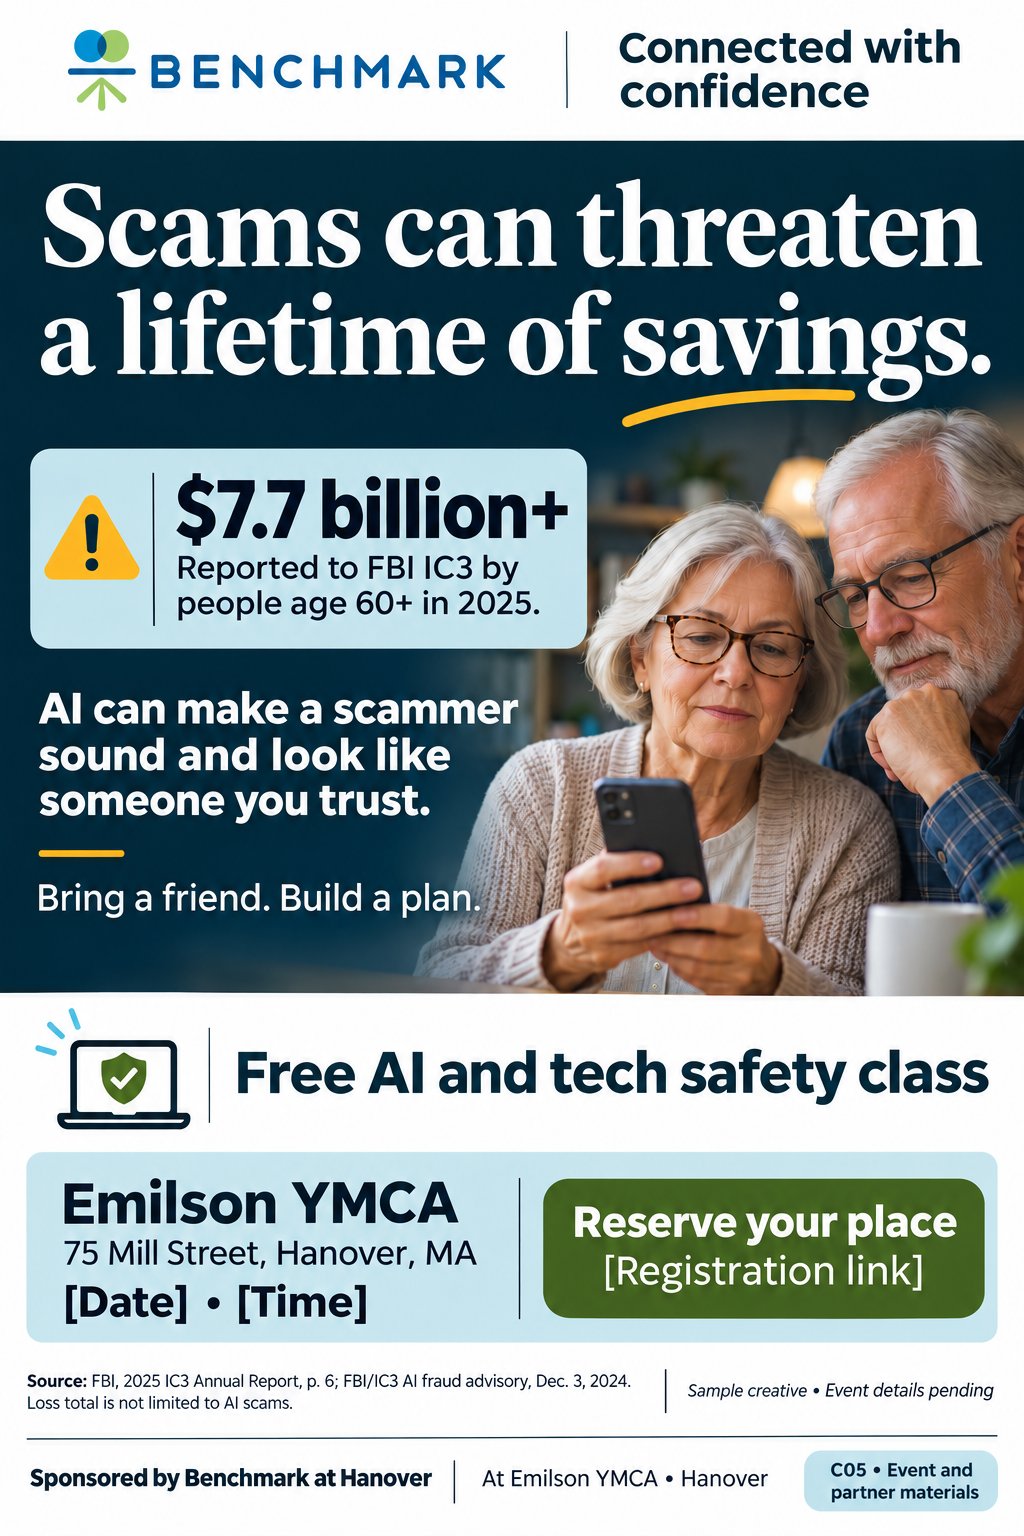 BENCHMARK
Connected with
confidence
Scams can threaten
a lifetime of savings.
$7.7 billion+
Reported to FBI IC3 by
people age 60+ in 2025.
AI can make a scammer
sound and look like
someone you trust.
Bring a friend. Build a plan.
Free AI and tech safety class
Emilson YMCA
75 Mill Street, Hanover, MA
[Date] • [Time]
Reserve your place
[Registration link]
Source: FBI, 2025 IC3 Annual Report, p. 6; FBI/IC3 AI fraud advisory, Dec. 3, 2024.
Loss total is not limited to AI scams.
Sample creative • Event details pending
Sponsored by Benchmark at Hanover
At Emilson YMCA • Hanover
C05 • Event and
partner materials